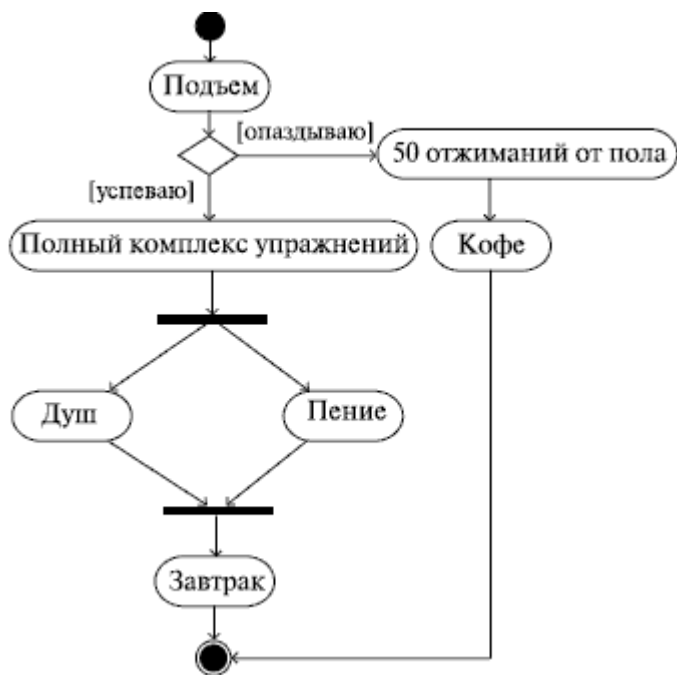 Подъем
[опаздываю]
50 отжиманий от пола
[успеваю]
Полный комплекс упражнений
Кофе
Душ
Пение
Завтрак